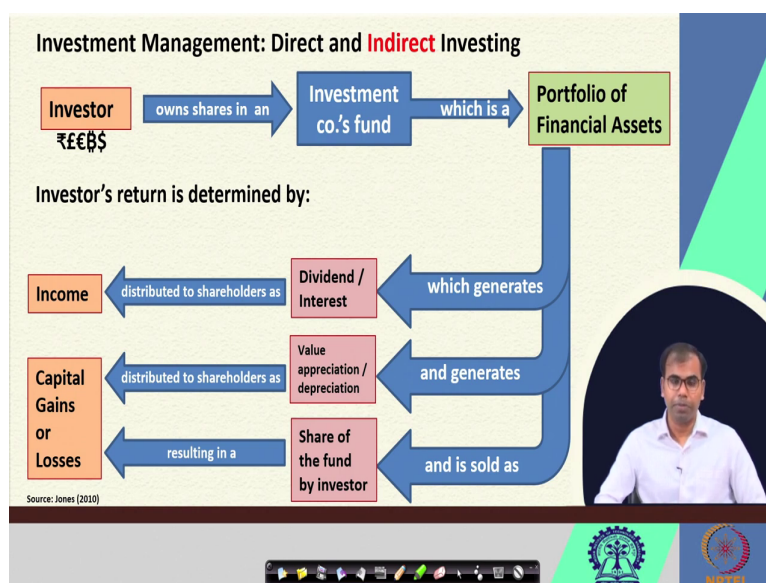 Investment Management: Direct and Indirect Investing
Investor
₹£€₿$
owns shares in an
Investment
co.'s fund
which is a
Portfolio of
Financial Assets
Investor's return is determined by:
Income
distributed to shareholders as
Dividend /
Interest
which generates
Capital
Gains
or
Losses
distributed to shareholders as
Value
appreciation /
depreciation
and generates
resulting in a
Share of
the fund
by investor
and is sold as
Source: Jones (2010)
NPTEL